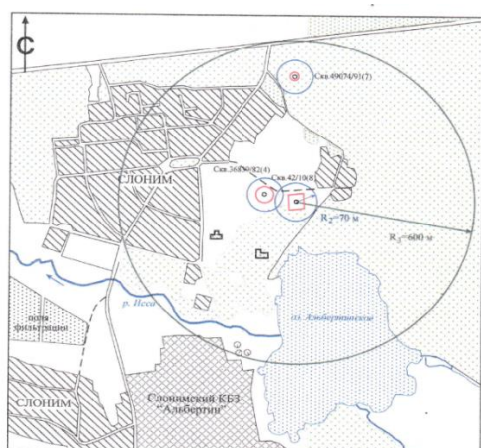 С
Скв.49074/91(7)
Скв.36899/82(4)
Скв.42/10(8)
СЛОНИМ
R₂=70 м
R₃=600 м
р. Исса
оз. Альбертинское
поля
фильтрации
СЛОНИМ
Слонимский КБЗ
"Альбертин"